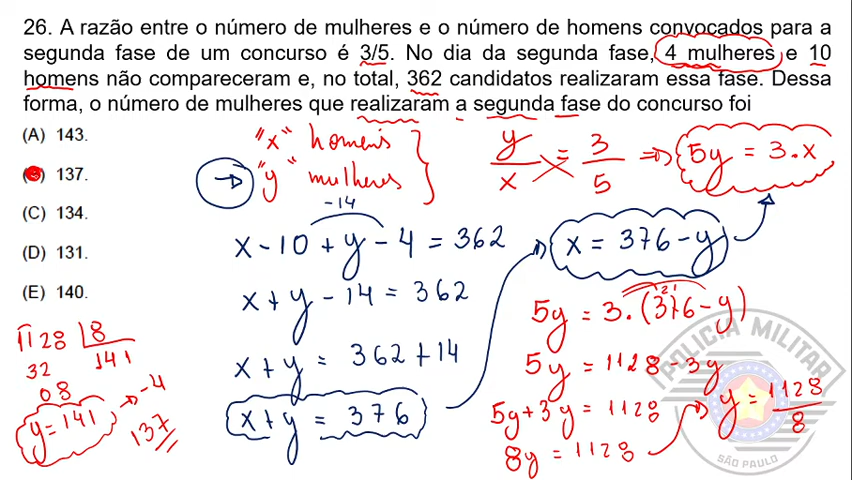 26. A razão entre o número de mulheres e o número de homens convocados para a
segunda fase de um concurso é 3/5. No dia da segunda fase, 4 mulheres e 10
homens não compareceram e, no total, 362 candidatos realizaram essa fase. Dessa
forma, o número de mulheres que realizaram a segunda fase do concurso foi
(A) 143.
137.
(C) 134.
(D) 131.
(E) 140.
"x" homens
"y" mulheres
y/x = 3/5 ⇒ 5y = 3.x
-14
x - 10 + y - 4 = 362
x + y - 14 = 362
x + y = 362 + 14
x + y = 376
x = 376 - y
21
5y = 3.(376 - y)
5y = 1128 - 3y
5y + 3y = 1128
8y = 1128
y = 1128/8
1128 8
32 141
08
y = 141 → -4
137
POLÍCIA MILITAR
SÃO PAULO